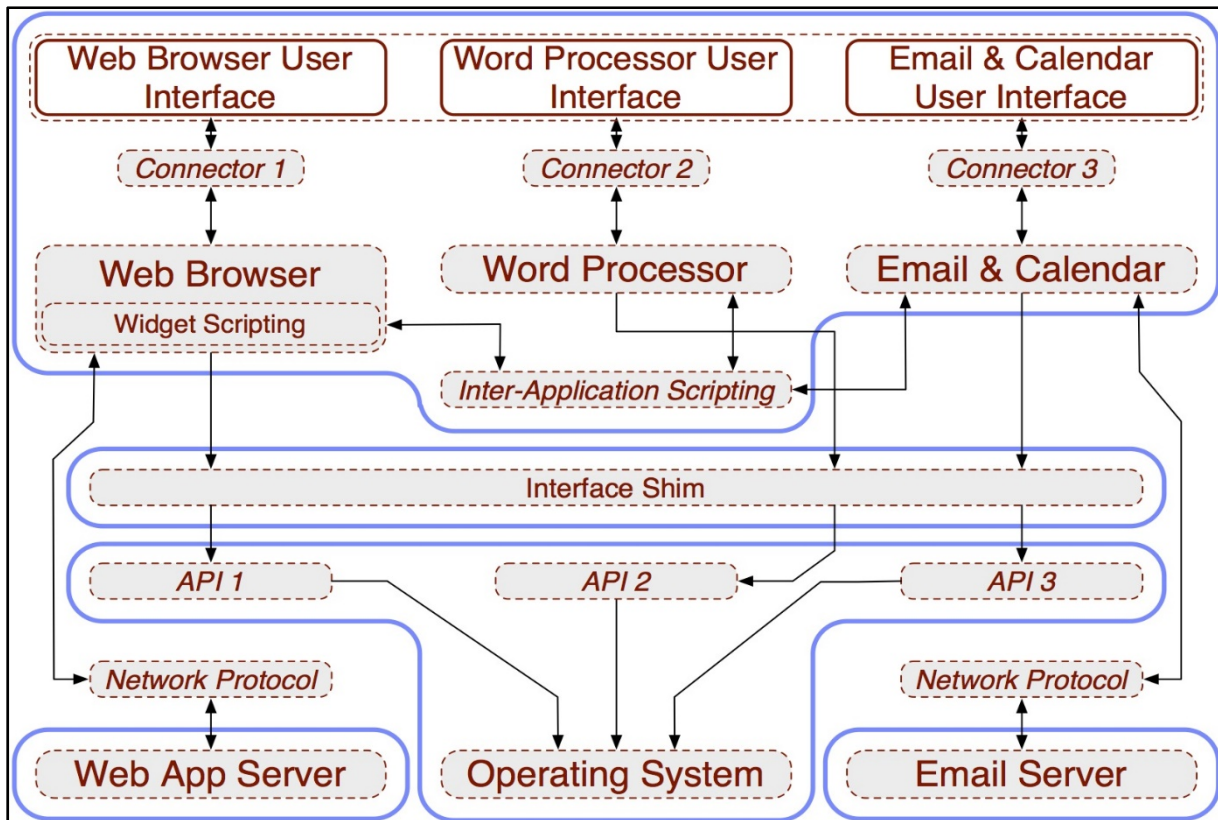 Web Browser User
Interface
Word Processor User
Interface
Email & Calendar
User Interface
Connector 1
Connector 2
Connector 3
Web Browser
Widget Scripting
Word Processor
Email & Calendar
Inter-Application Scripting
Interface Shim
API 1
API 2
API 3
Network Protocol
Network Protocol
Web App Server
Operating System
Email Server